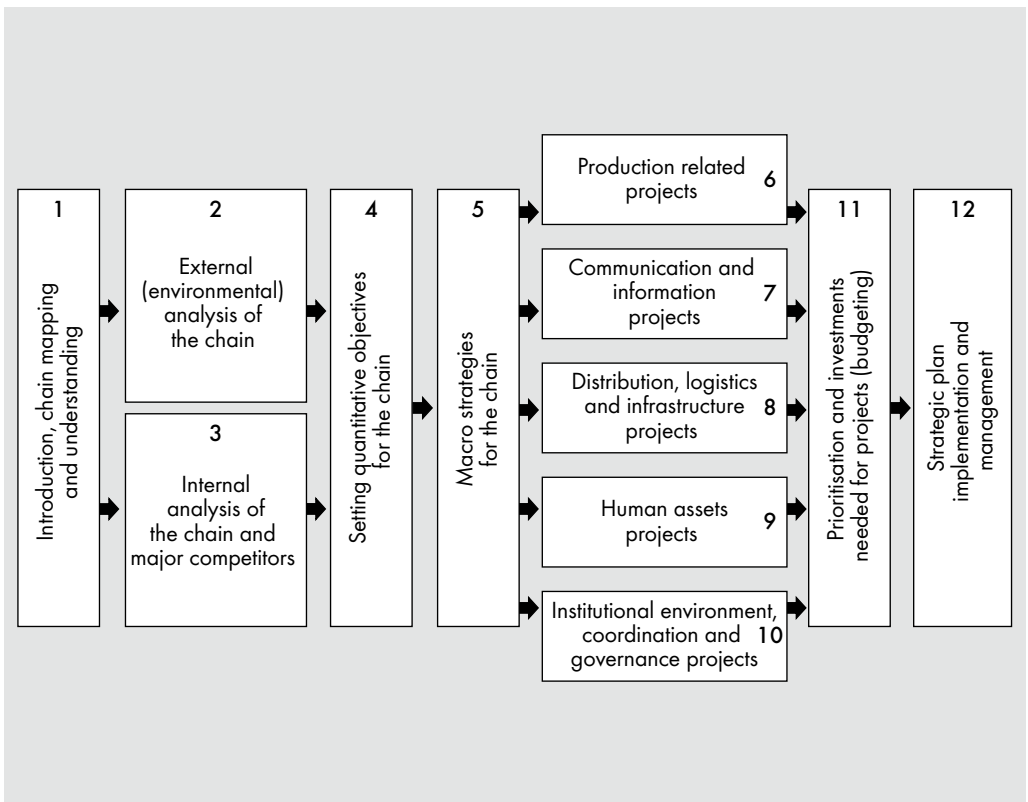 1
Introduction, chain mapping
and understanding
2
External
(environmental)
analysis of
the chain
3
Internal
analysis of
the chain and
major competitors
4
Setting quantitative objectives
for the chain
5
Macro strategies
for the chain
Production related
projects
6
Communication and
information
projects
7
Distribution, logistics
and infrastructure
projects
8
Human assets
projects
9
Institutional environment,
coordination and
governance projects
10
11
Prioritisation and investments
needed for projects (budgeting)
12
Strategic plan
implementation and
management